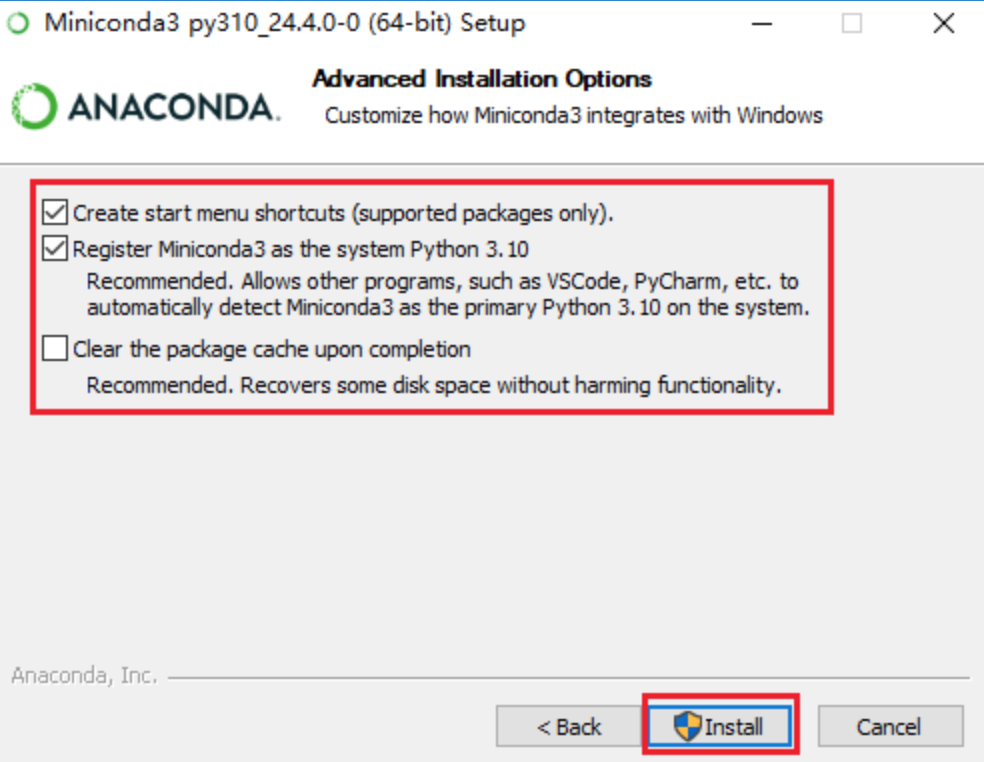 Miniconda3 py310_24.4.0-0 (64-bit) Setup
Advanced Installation Options
ANACONDA.
Customize how Miniconda3 integrates with Windows
Create start menu shortcuts (supported packages only).
Register Miniconda3 as the system Python 3.10
Recommended. Allows other programs, such as VSCode, PyCharm, etc. to
automatically detect Miniconda3 as the primary Python 3.10 on the system.
Clear the package cache upon completion
Recommended. Recovers some disk space without harming functionality.
Anaconda, Inc.
< Back Install Cancel